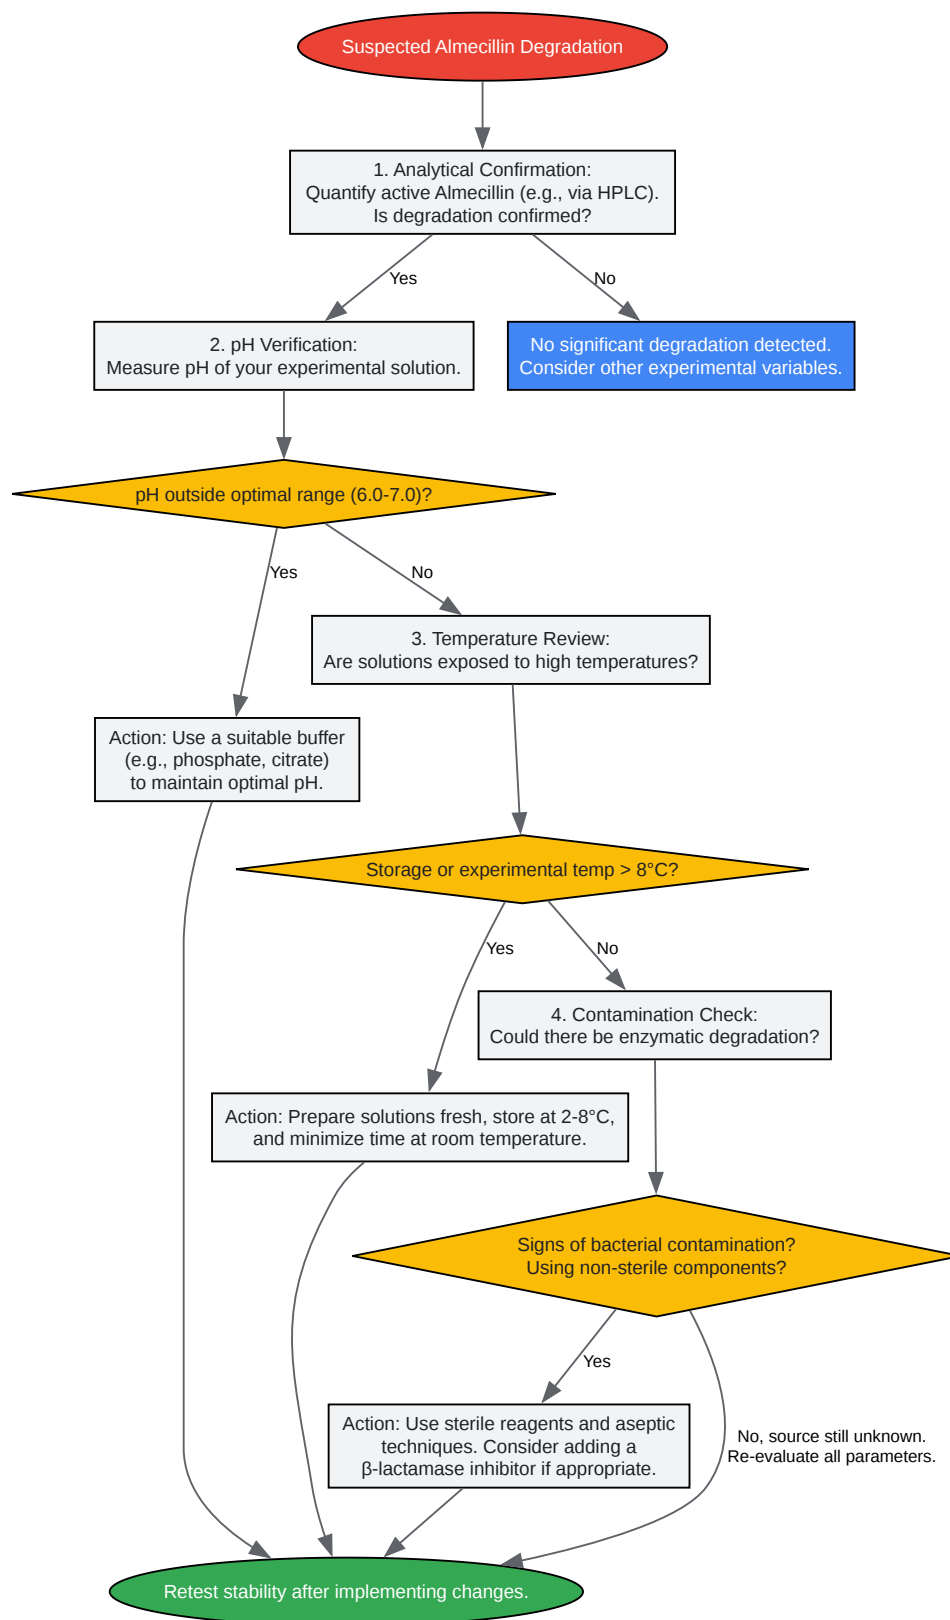 Suspected Almecillin Degradation
1. Analytical Confirmation:
Quantify active Almecillin (e.g., via HPLC).
Is degradation confirmed?
Yes
No
2. pH Verification:
Measure pH of your experimental solution.
No significant degradation detected.
Consider other experimental variables.
pH outside optimal range (6.0-7.0)?
Yes
No
3. Temperature Review:
Are solutions exposed to high temperatures?
Action: Use a suitable buffer
(e.g., phosphate, citrate)
to maintain optimal pH.
Storage or experimental temp > 8°C?
Yes
No
4. Contamination Check:
Could there be enzymatic degradation?
Action: Prepare solutions fresh, store at 2-8°C,
and minimize time at room temperature.
Signs of bacterial contamination?
Using non-sterile components?
Yes
Action: Use sterile reagents and aseptic
techniques. Consider adding a
β-lactamase inhibitor if appropriate.
No, source still unknown.
Re-evaluate all parameters.
Retest stability after implementing changes.